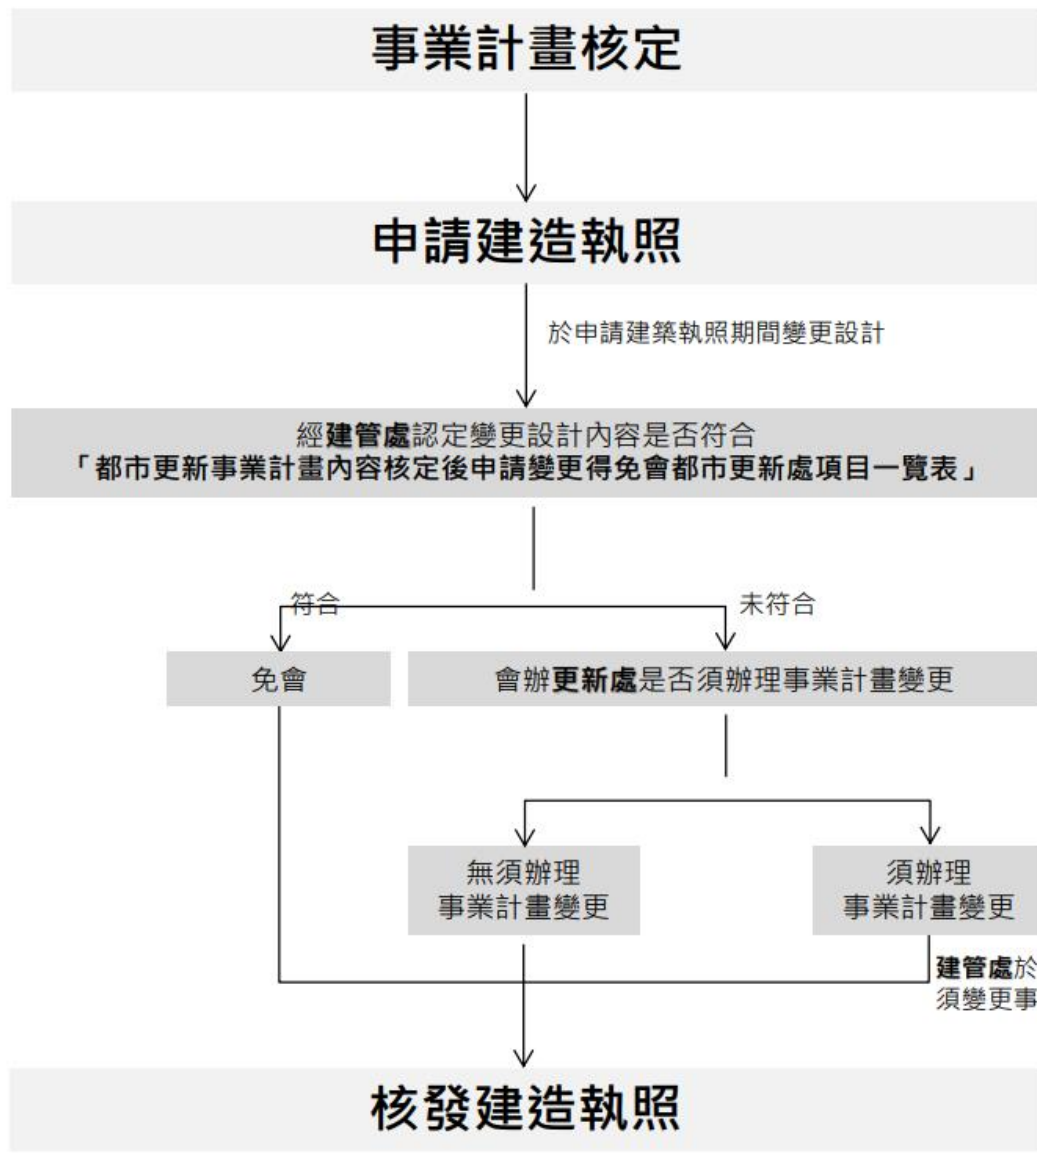 事業計畫核定
申請建造執照
於申請建築執照期間變更設計
經建管處認定變更設計內容是否符合
「都市更新事業計畫內容核定後申請變更得免會都市更新處項目一覽表」
符合
未符合
免會
會辦更新處是否須辦理事業計畫變更
無須辦理
事業計畫變更
須辦理
事業計畫變更
建管處於
須變更事
核發建造執照